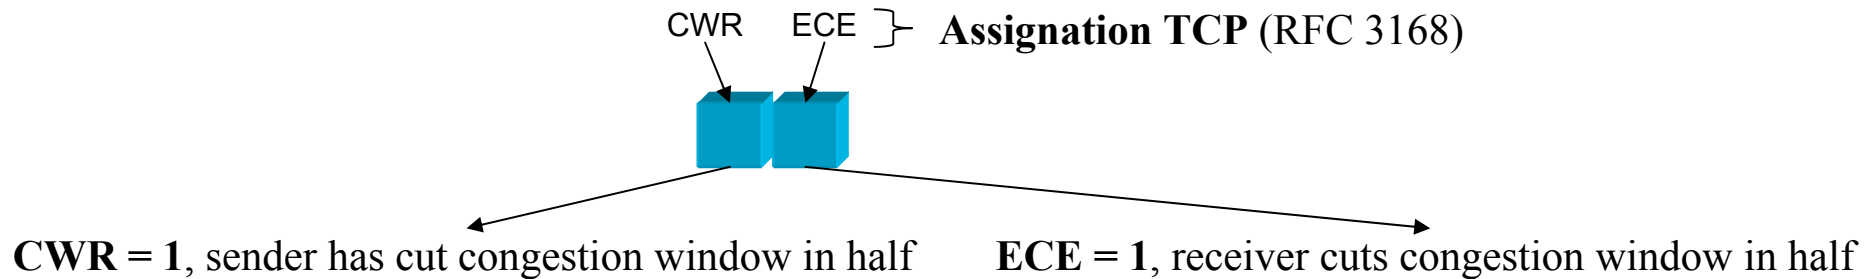 CWR ECE Assignation TCP (RFC 3168)
CWR = 1, sender has cut congestion window in half ECE = 1, receiver cuts congestion window in half